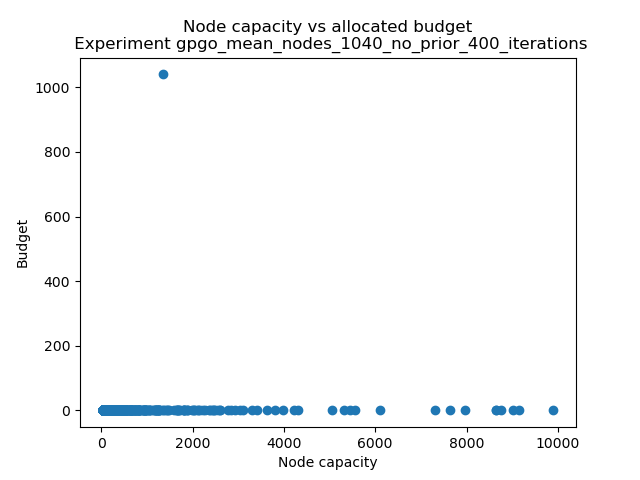 Node capacity vs allocated budget
Experiment gpgo_mean_nodes_1040_no_prior_400_iterations
1000
800
600
400
200
0
Budget
0 2000 4000 6000 8000 10000
Node capacity